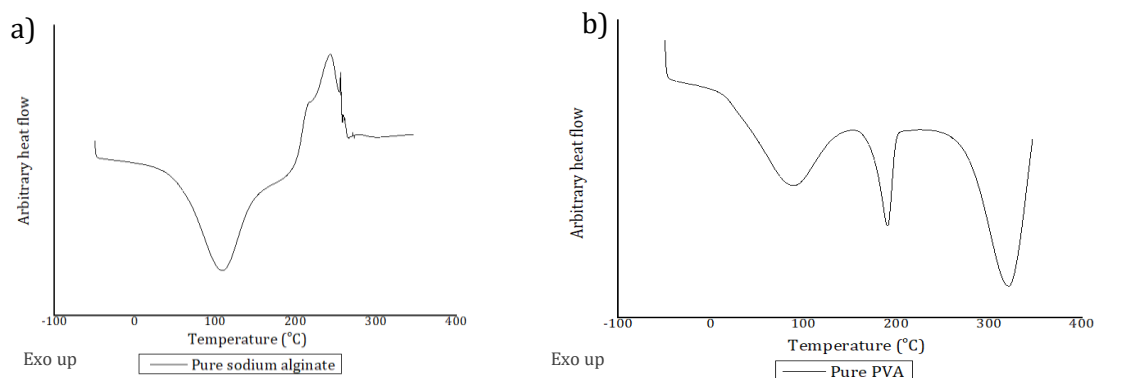 a)
Arbitrary heat flow
-100 0 100 200 300 400
Temperature (°C)
Exo up
Pure sodium alginate
b)
Arbitrary heat flow
-100 0 100 200 300 400
Temperature (°C)
Exo up
Pure PVA